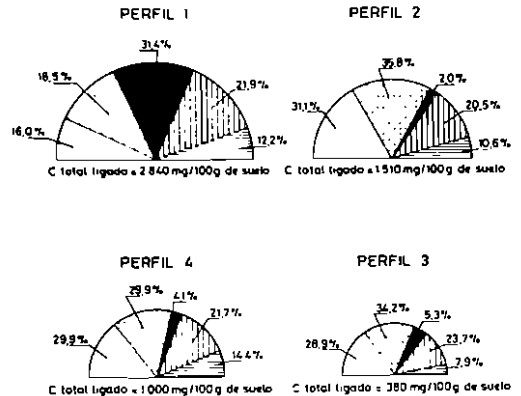 PERFIL 1
31,4%
18,5%
21,9%
16,0%
12,2%
C total ligado = 2 840 mg/100g de suelo
PERFIL 2
35,8%
2,0%
31,1%
20,5%
10,6%
C total ligado = 1 510 mg/100g de suelo
PERFIL 4
29,9%
4,1%
21,7%
29,9%
14,4%
C total ligado = 1 000 mg/100g de suelo
PERFIL 3
34,2%
5,3%
28,9%
23,7%
7,9%
C total ligado = 380 mg/100g de suelo